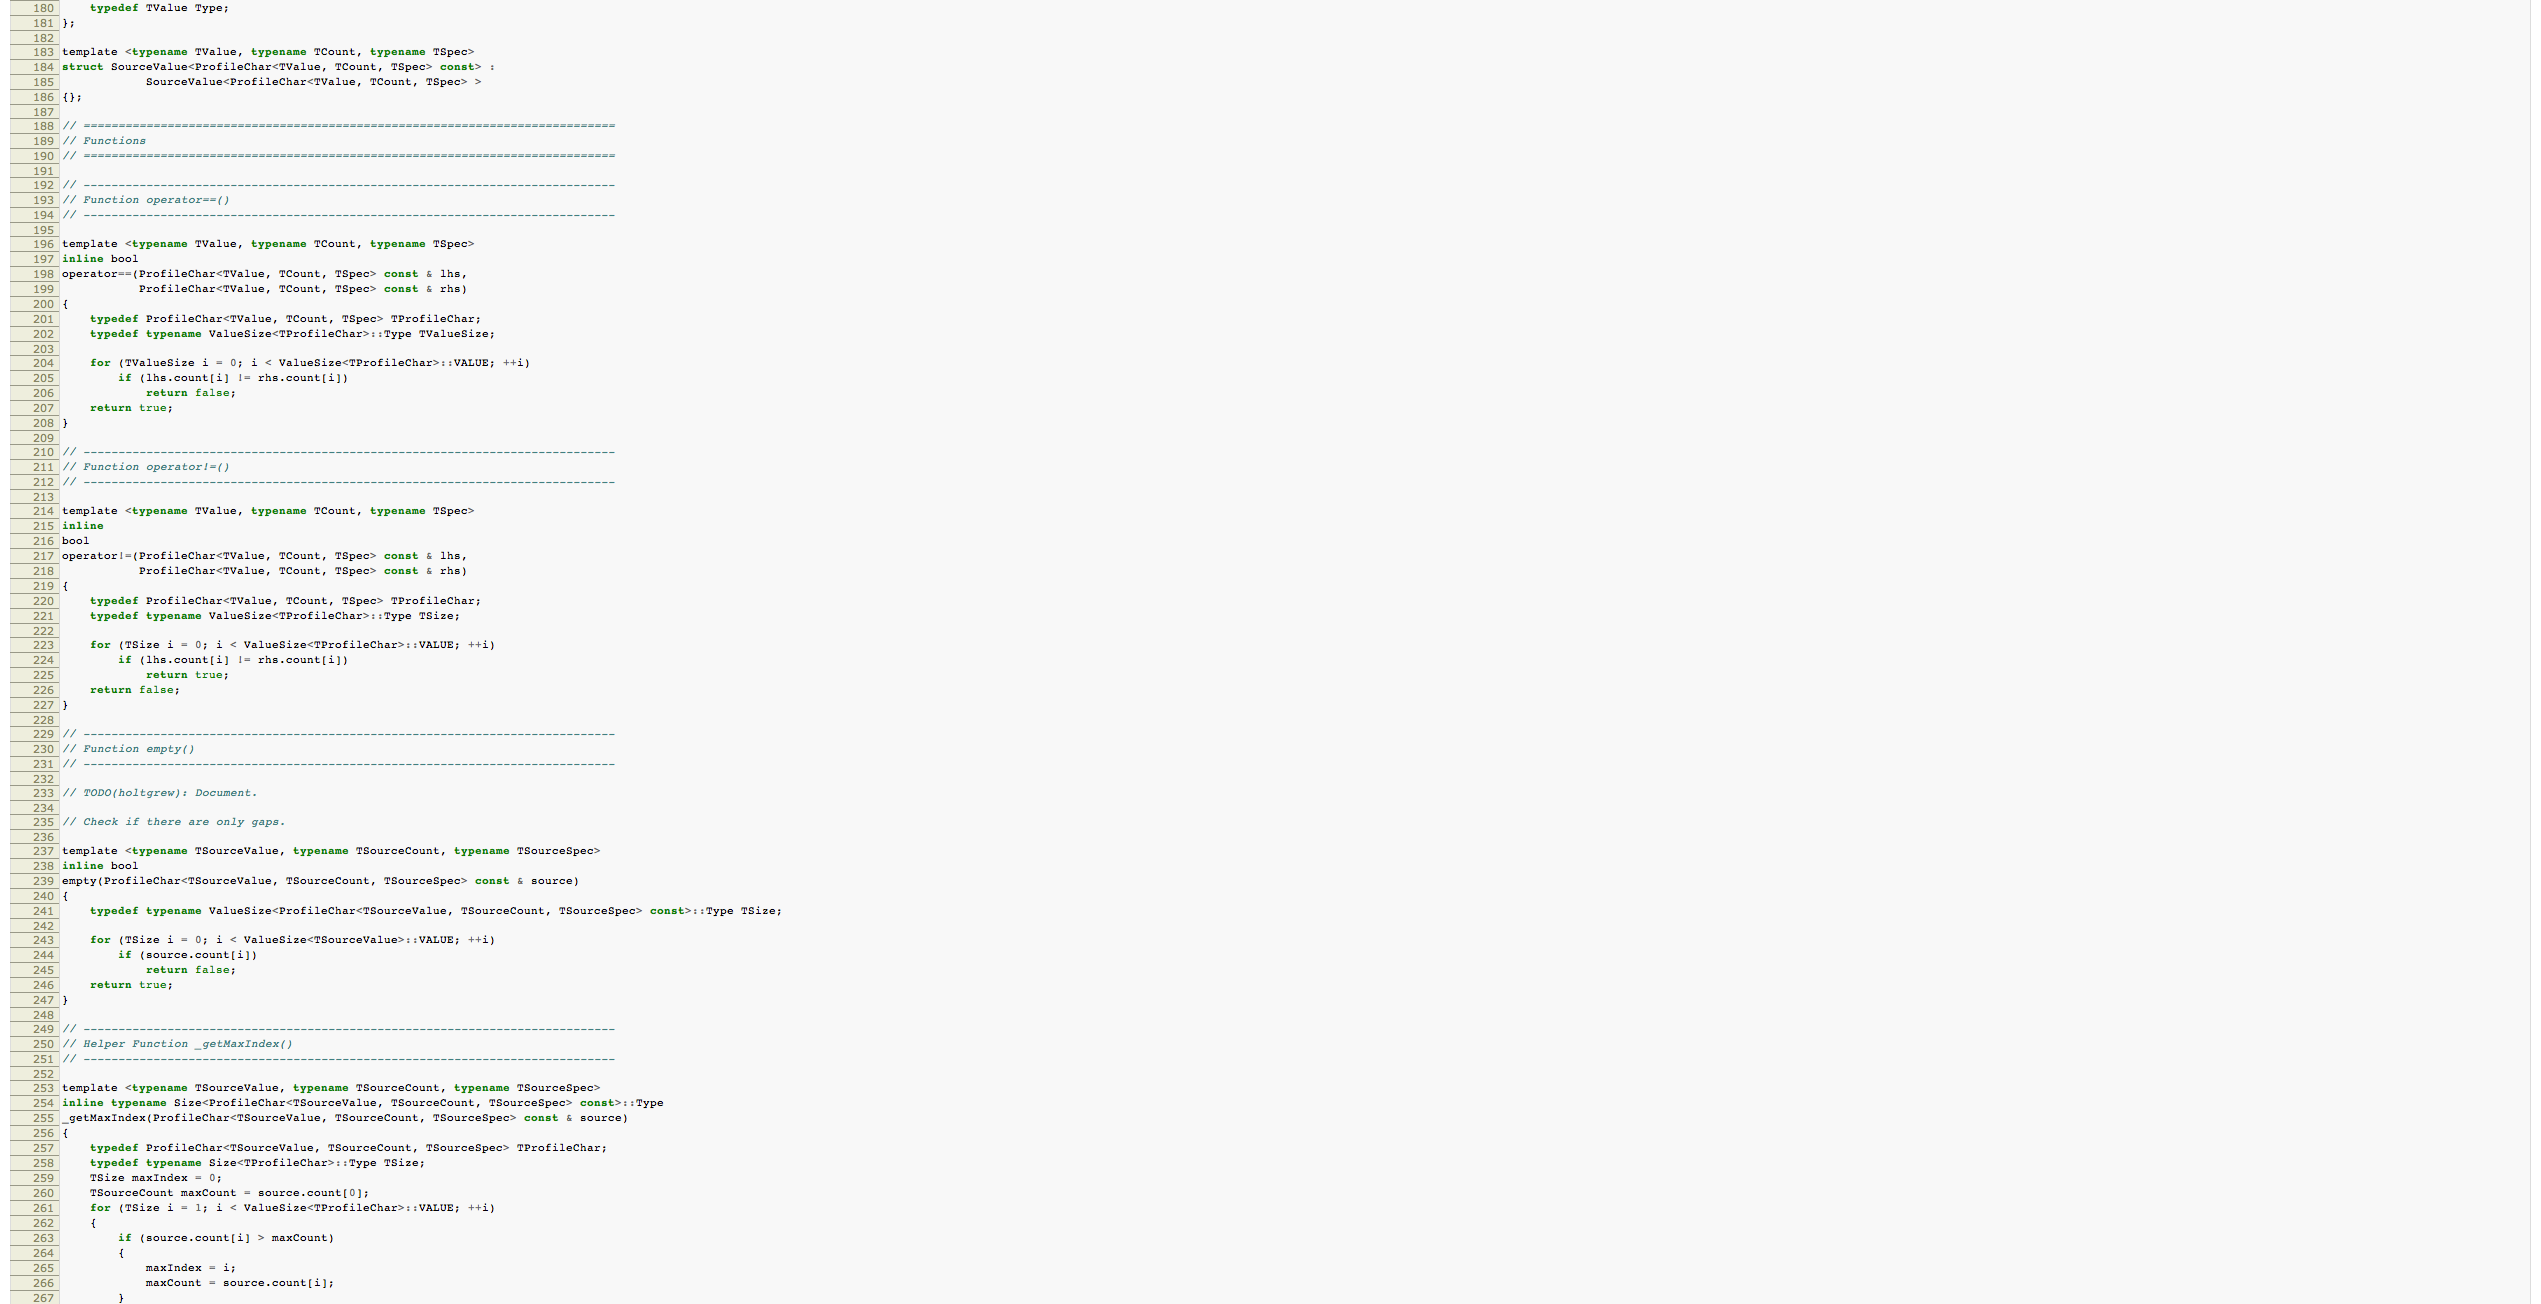 180     typedef TValue Type;
181 };
182
183 template <typename TValue, typename TCount, typename TSpec>
184 struct SourceValue<ProfileChar<TValue, TCount, TSpec> const> :
185             SourceValue<ProfileChar<TValue, TCount, TSpec> >
186 {};
187
188 // ============================================================================
189 // Functions
190 // ============================================================================
191
192 // ----------------------------------------------------------------------------
193 // Function operator==()
194 // ----------------------------------------------------------------------------
195
196 template <typename TValue, typename TCount, typename TSpec>
197 inline bool
198 operator==(ProfileChar<TValue, TCount, TSpec> const & lhs,
199            ProfileChar<TValue, TCount, TSpec> const & rhs)
200 {
201     typedef ProfileChar<TValue, TCount, TSpec> TProfileChar;
202     typedef typename ValueSize<TProfileChar>::Type TValueSize;
203
204     for (TValueSize i = 0; i < ValueSize<TProfileChar>::VALUE; ++i)
205         if (lhs.count[i] != rhs.count[i])
206             return false;
207     return true;
208 }
209
210 // ----------------------------------------------------------------------------
211 // Function operator!=()
212 // ----------------------------------------------------------------------------
213
214 template <typename TValue, typename TCount, typename TSpec>
215 inline
216 bool
217 operator!=(ProfileChar<TValue, TCount, TSpec> const & lhs,
218            ProfileChar<TValue, TCount, TSpec> const & rhs)
219 {
220     typedef ProfileChar<TValue, TCount, TSpec> TProfileChar;
221     typedef typename ValueSize<TProfileChar>::Type TSize;
222
223     for (TSize i = 0; i < ValueSize<TProfileChar>::VALUE; ++i)
224         if (lhs.count[i] != rhs.count[i])
225             return true;
226     return false;
227 }
228
229 // ----------------------------------------------------------------------------
230 // Function empty()
231 // ----------------------------------------------------------------------------
232
233 // TODO(holtgrew): Document.
234
235 // Check if there are only gaps.
236
237 template <typename TSourceValue, typename TSourceCount, typename TSourceSpec>
238 inline bool
239 empty(ProfileChar<TSourceValue, TSourceCount, TSourceSpec> const & source)
240 {
241     typedef typename ValueSize<ProfileChar<TSourceValue, TSourceCount, TSourceSpec> const>::Type TSize;
242
243     for (TSize i = 0; i < ValueSize<TSourceValue>::VALUE; ++i)
244         if (source.count[i])
245             return false;
246     return true;
247 }
248
249 // ----------------------------------------------------------------------------
250 // Helper Function _getMaxIndex()
251 // ----------------------------------------------------------------------------
252
253 template <typename TSourceValue, typename TSourceCount, typename TSourceSpec>
254 inline typename Size<ProfileChar<TSourceValue, TSourceCount, TSourceSpec> const>::Type
255 _getMaxIndex(ProfileChar<TSourceValue, TSourceCount, TSourceSpec> const & source)
256 {
257     typedef ProfileChar<TSourceValue, TSourceCount, TSourceSpec> TProfileChar;
258     typedef typename Size<TProfileChar>::Type TSize;
259     TSize maxIndex = 0;
260     TSourceCount maxCount = source.count[0];
261     for (TSize i = 1; i < ValueSize<TProfileChar>::VALUE; ++i)
262     {
263         if (source.count[i] > maxCount)
264         {
265             maxIndex = i;
266             maxCount = source.count[i];
267         }